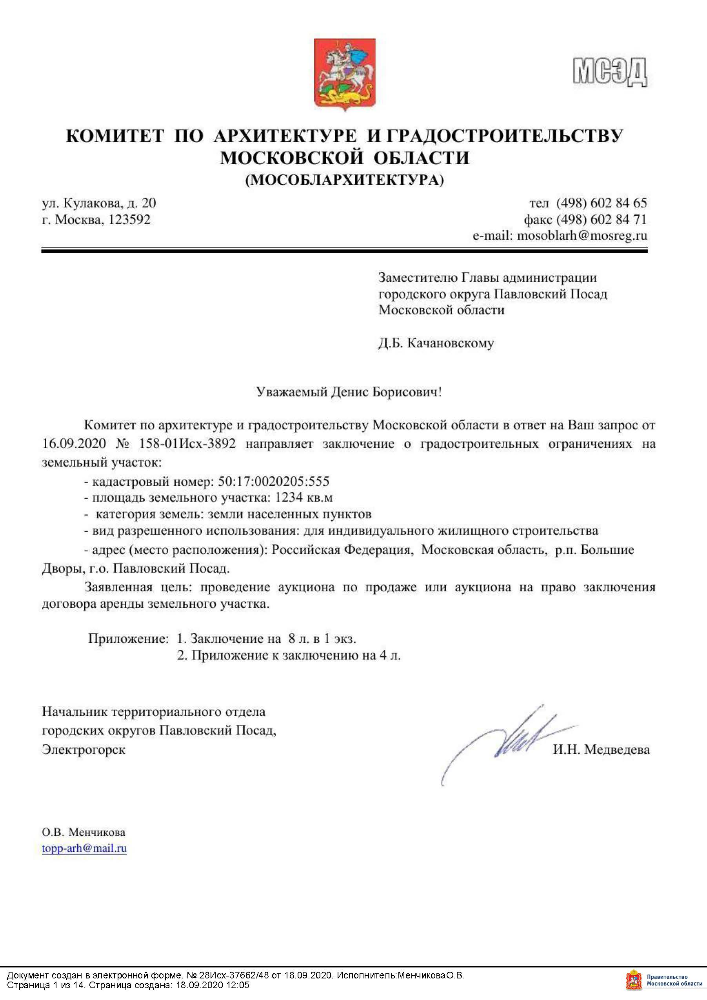 МСЭД
КОМИТЕТ ПО АРХИТЕКТУРЕ И ГРАДОСТРОИТЕЛЬСТВУ
МОСКОВСКОЙ ОБЛАСТИ
(МОСОБЛАРХИТЕКТУРА)
ул. Кулакова, д. 20
г. Москва, 123592
тел (498) 602 84 65
факс (498) 602 84 71
e-mail: mosoblarh@mosreg.ru
Заместителю Главы администрации
городского округа Павловский Посад
Московской области
Д.Б. Качановскому
Уважаемый Денис Борисович!
Комитет по архитектуре и градостроительству Московской области в ответ на Ваш запрос от
16.09.2020 № 158-01Исх-3892 направляет заключение о градостроительных ограничениях на
земельный участок:
- кадастровый номер: 50:17:0020205:555
- площадь земельного участка: 1234 кв.м
- категория земель: земли населенных пунктов
- вид разрешенного использования: для индивидуального жилищного строительства
- адрес (место расположения): Российская Федерация, Московская область, р.п. Большие
Дворы, г.о. Павловский Посад.
Заявленная цель: проведение аукциона по продаже или аукциона на право заключения
договора аренды земельного участка.
Приложение: 1. Заключение на 8 л. в 1 экз.
2. Приложение к заключению на 4 л.
Начальник территориального отдела
городских округов Павловский Посад,
Электрогорск
И.Н. Медведева
О.В. Менчикова
topp-arh@mail.ru
Документ создан в электронной форме. № 28Исх-37662/48 от 18.09.2020. Исполнитель:МенчиковаО.В.
Страница 1 из 14. Страница создана: 18.09.2020 12:05
Правительство
Московской области